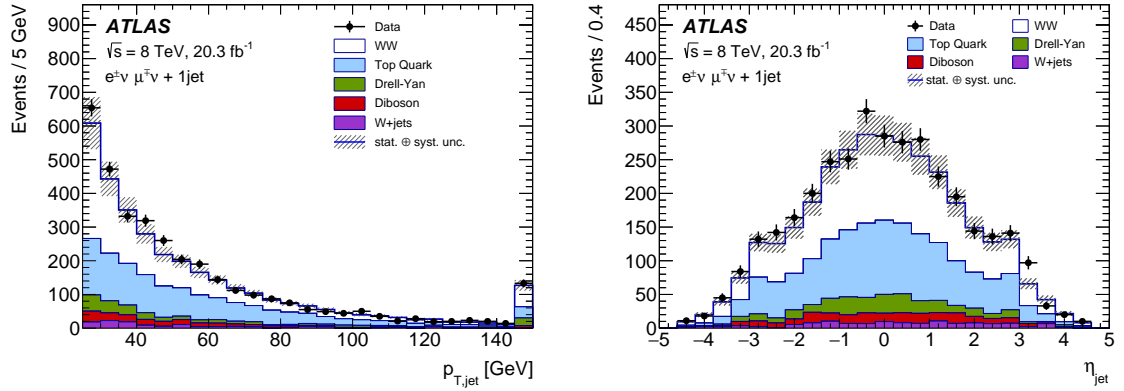 ATLAS
√s = 8 TeV, 20.3 fb⁻¹
e±ν μ∓ν + 1jet
Data
WW
Top Quark
Drell-Yan
Diboson
W+jets
stat. ⊕ syst. unc.
Events / 5 GeV
900
800
700
600
500
400
300
200
100
0
40 60 80 100 120 140
p_T,jet [GeV]
ATLAS
√s = 8 TeV, 20.3 fb⁻¹
e±ν μ∓ν + 1jet
Data WW
Top Quark Drell-Yan
Diboson W+jets
stat. ⊕ syst. unc.
Events / 0.4
450
400
350
300
250
200
150
100
50
0
−5 −4 −3 −2 −1 0 1 2 3 4 5
η_jet